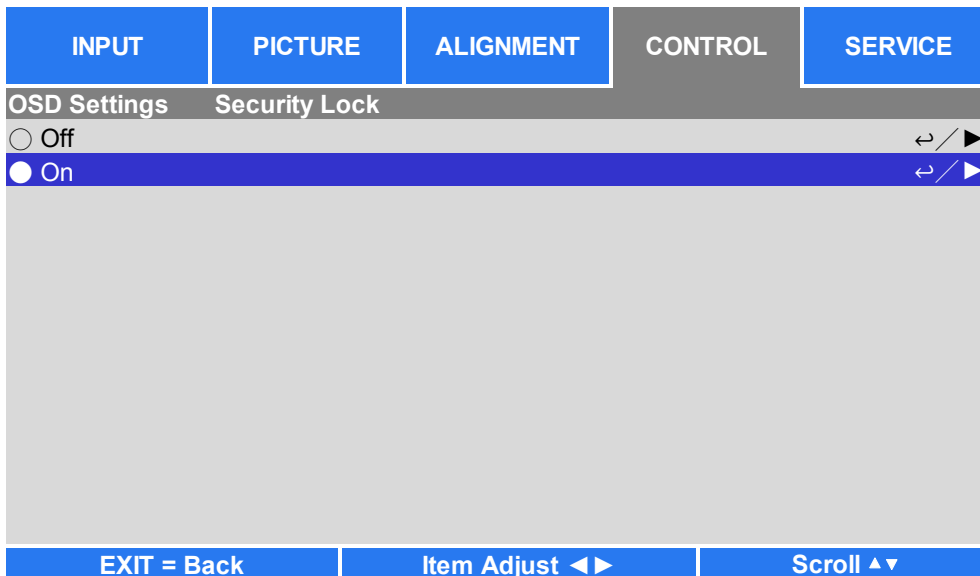 INPUT PICTURE ALIGNMENT CONTROL SERVICE
OSD Settings Security Lock
○ Off ↩／▶
● On ↩／▶
EXIT = Back Item Adjust ◀▶ Scroll ▲▼